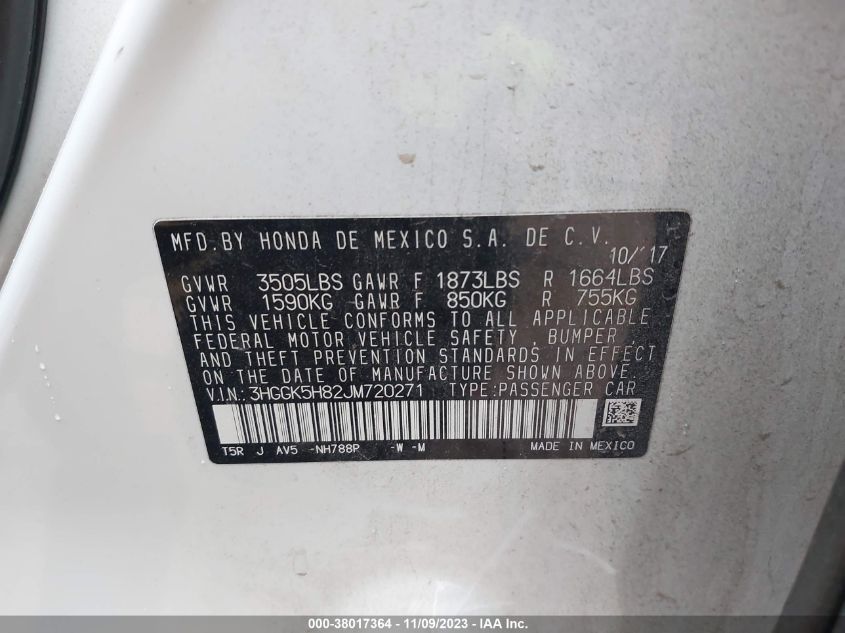 MFD. BY HONDA DE MEXICO S.A. DE C.V.
10/'17
GVWR 3505LBS GAWR F 1873LBS R 1664LBS
GVWR 1590KG GAWR F 850KG R 755KG
THIS VEHICLE CONFORMS TO ALL APPLICABLE
FEDERAL MOTOR VEHICLE SAFETY , BUMPER ,
AND THEFT PREVENTION STANDARDS IN EFFECT
ON THE DATE OF MANUFACTURE SHOWN ABOVE.
V.I.N: 3HGGK5H82JM720271 TYPE:PASSENGER CAR
T5R J AV5 -NH788P -W -M MADE IN MEXICO
000-38017364 - 11/09/2023 - IAA Inc.